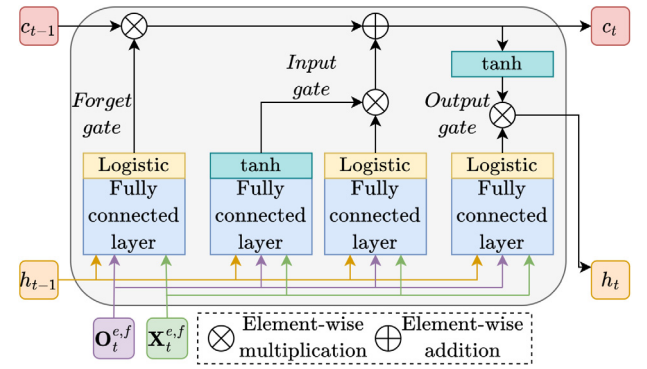 c_{t-1}
c_t
tanh
Input
gate
Forget
gate
Output
gate
Logistic
tanh
Logistic
Logistic
Fully
connected
layer
Fully
connected
layer
Fully
connected
layer
Fully
connected
layer
h_{t-1}
h_t
O_t^{e,f}
X_t^{e,f}
Element-wise
multiplication
Element-wise
addition